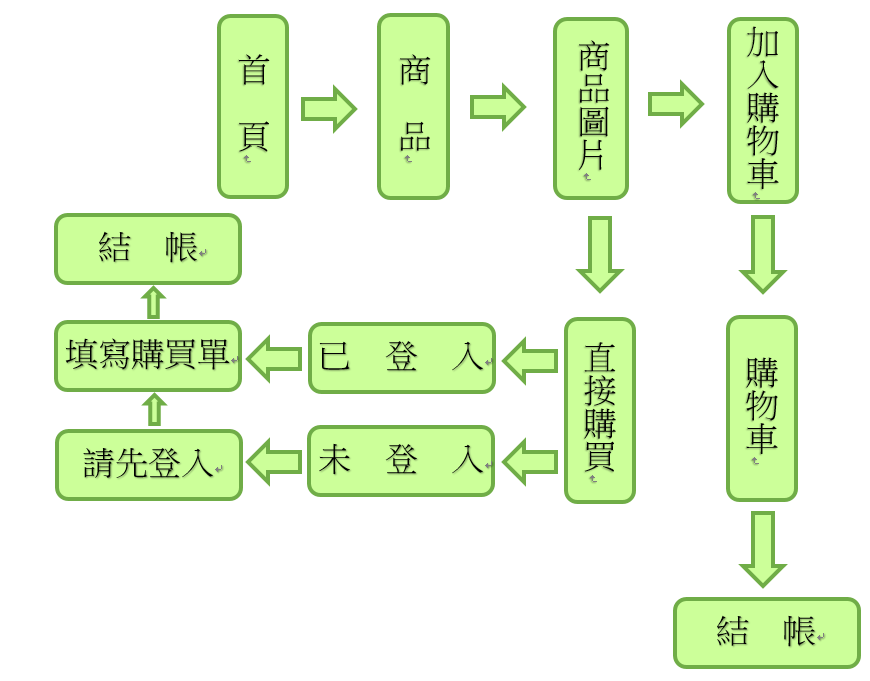 首　頁
商　品
商品圖片
加入購物車
結　帳
填寫購買單
已　登　入
直接購買
購物車
請先登入
未　登　入
結　帳